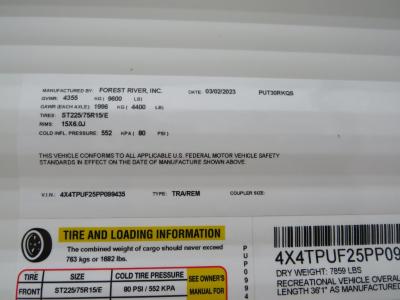 MANUFACTURED BY: FOREST RIVER, INC. DATE: 03/02/2023 PUT30RKQS
GVWR: 4355 KG ( 9600 LB)
GAWR (EACH AXLE) 1996 KG ( 4400 LB)
TIRES: ST225/75R15/E
RIMS: 15X6.0J
COLD INFL. PRESSURE: 552 KPA ( 80 PSI)
THIS VEHICLE CONFORMS TO ALL APPLICABLE U.S. FEDERAL MOTOR VEHICLE SAFETY
STANDARDS IN EFFECT ON THE DATE OF MANUFACTURE SHOWN ABOVE.
V.I.N.: 4X4TPUF25PP099435 TYPE: TRA/REM COUPLER SIZE:
TIRE AND LOADING INFORMATION
The combined weight of cargo should never exceed
763 kgs or 1682 lbs.
TIRE SIZE COLD TIRE PRESSURE SEE OWNER'S
MANUAL FOR
FRONT ST225/75R15/E 80 PSI / 552 KPA
PUP0994
4X4TPUF25PP099
DRY WEIGHT: 7859 LBS
RECREATIONAL VEHICLE OVERAL
LENGTH 36'1" AS MANUFACTURED